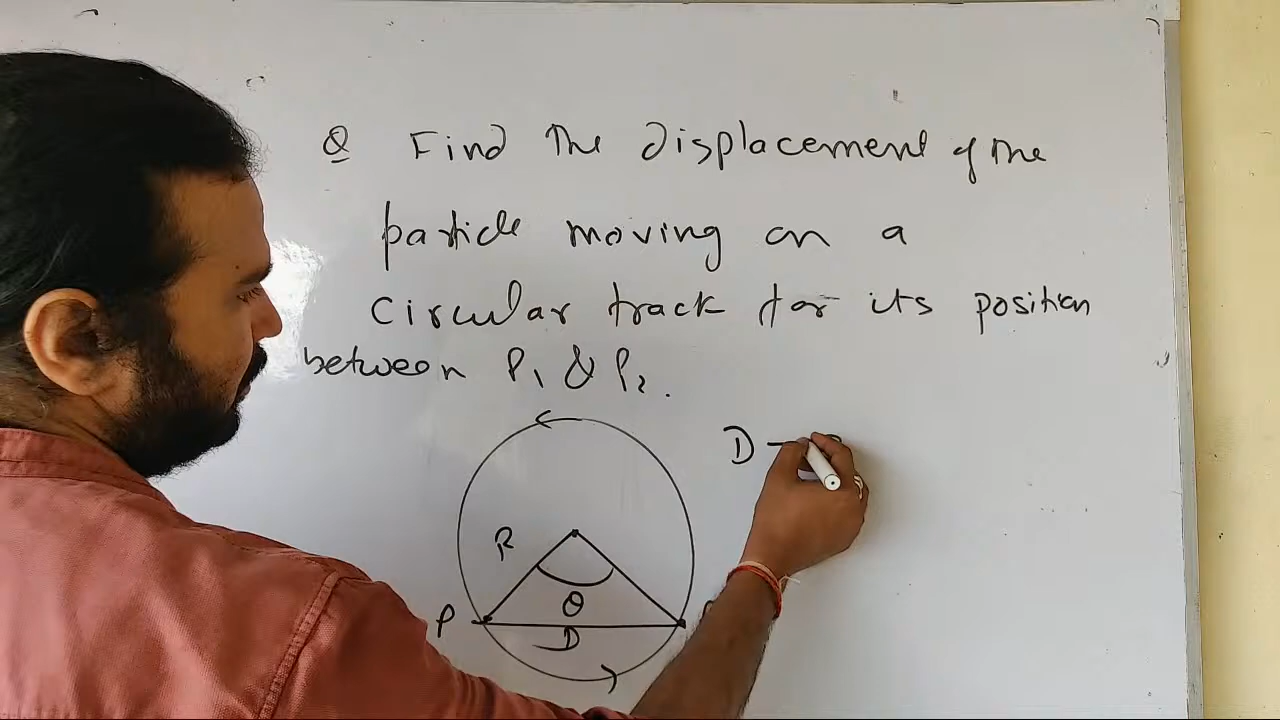 Q Find the displacement of the
particle moving on a
circular track for its position
between P1 & P2.
D
R
θ
P
D